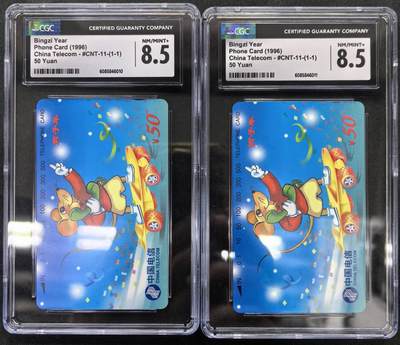 CGC
CERTIFIED GUARANTY COMPANY
Bingzi Year
Phone Card (1996)
China Telecom - #CNT-11-(1-1)
50 Yuan
NM/MINT+
8.5
6085846010
¥50
中国电信
CHINA TELECOM
CGC
CERTIFIED GUARANTY COMPANY
Bingzi Year
Phone Card (1996)
China Telecom - #CNT-11-(1-1)
50 Yuan
NM/MINT+
8.5
6085846011
¥50
中国电信
CHINA TELECOM